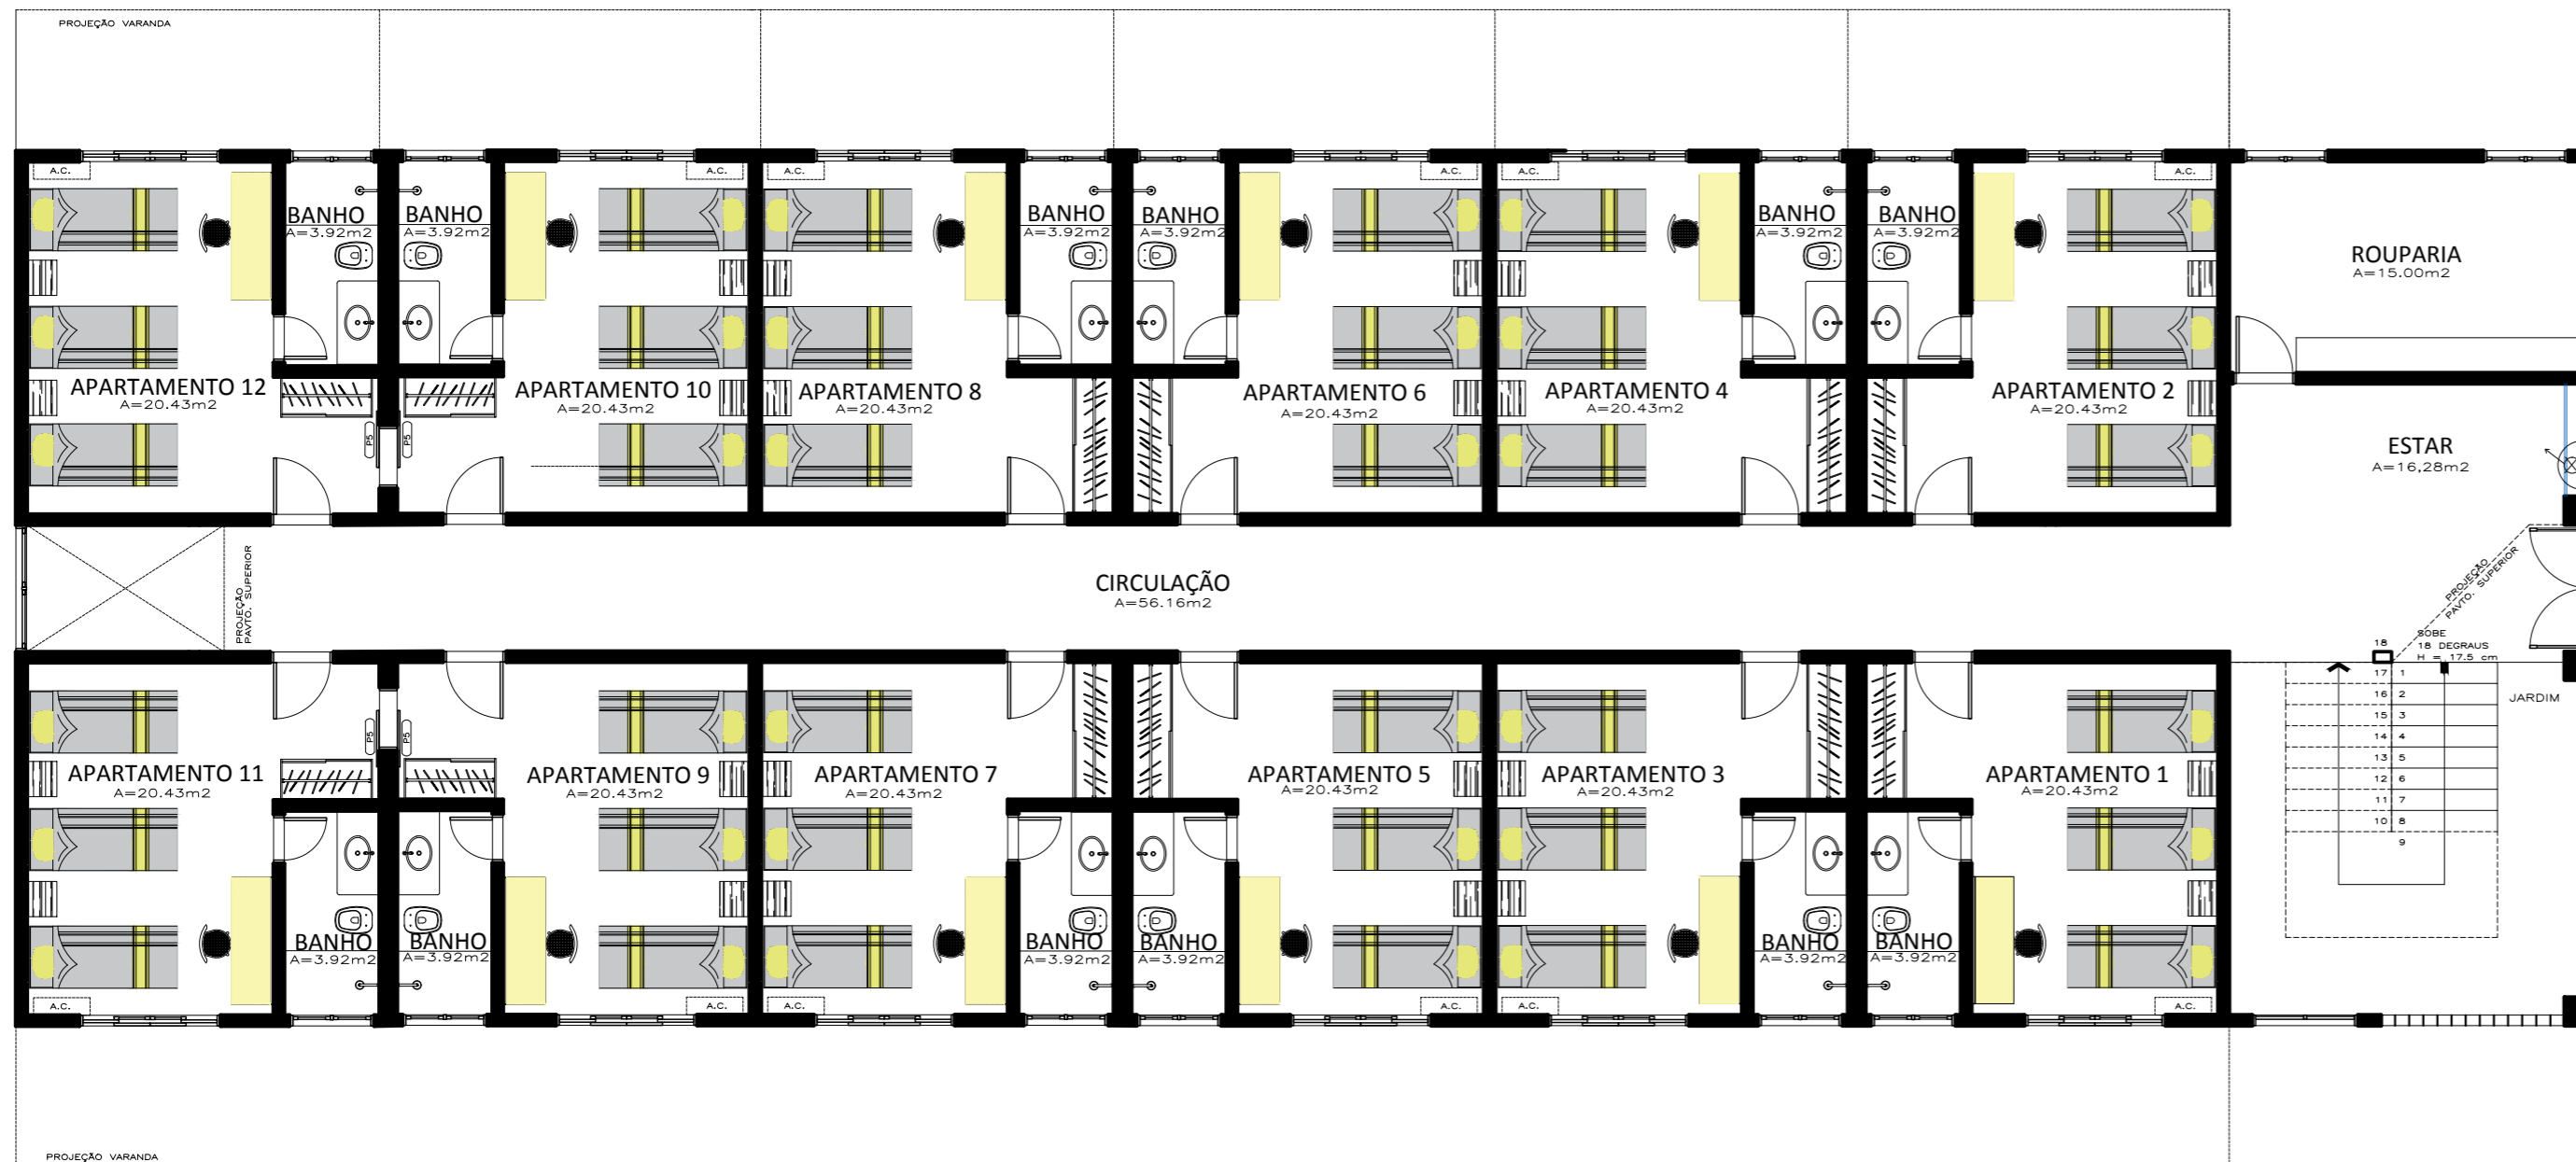 PROJEÇÃO VARANDA
A.C.
A.C.
A.C.
A.C.
A.C.
A.C.
BANHO
A=3.92m2
BANHO
A=3.92m2
BANHO
A=3.92m2
BANHO
A=3.92m2
BANHO
A=3.92m2
BANHO
A=3.92m2
ROUPARIA
A=15.00m2
APARTAMENTO 12
A=20.43m2
APARTAMENTO 10
A=20.43m2
APARTAMENTO 8
A=20.43m2
APARTAMENTO 6
A=20.43m2
APARTAMENTO 4
A=20.43m2
APARTAMENTO 2
A=20.43m2
P5
P5
ESTAR
A=16,28m2
PROJEÇÃO
PAVTO. SUPERIOR
CIRCULAÇÃO
A=56.16m2
PROJEÇÃO
PAVTO. SUPERIOR
SOBE
18 DEGRAUS
H = 17.5 cm
18
17 1
16 2
15 3
14 4
13 5
12 6
11 7
10 8
9
JARDIM
P5
P5
APARTAMENTO 11
A=20.43m2
APARTAMENTO 9
A=20.43m2
APARTAMENTO 7
A=20.43m2
APARTAMENTO 5
A=20.43m2
APARTAMENTO 3
A=20.43m2
APARTAMENTO 1
A=20.43m2
BANHO
A=3.92m2
BANHO
A=3.92m2
BANHO
A=3.92m2
BANHO
A=3.92m2
BANHO
A=3.92m2
BANHO
A=3.92m2
A.C.
A.C.
A.C.
A.C.
A.C.
A.C.
PROJEÇÃO VARANDA